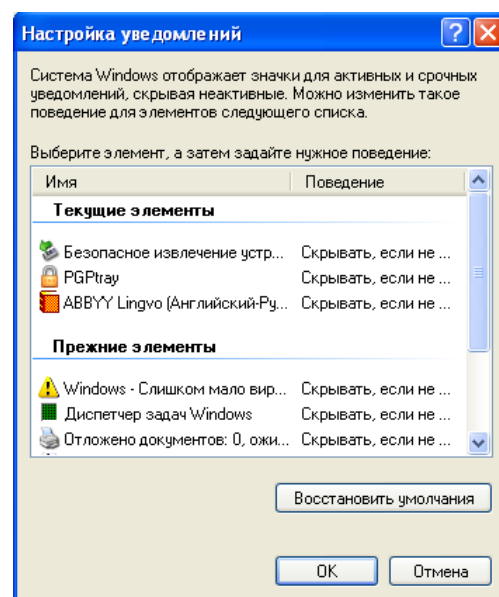 Настройка уведомлений
Система Windows отображает значки для активных и срочных
уведомлений, скрывая неактивные. Можно изменить такое
поведение для элементов следующего списка.
Выберите элемент, а затем задайте нужное поведение:
Имя Поведение
Текущие элементы
Безопасное извлечение устр... Скрывать, если не ...
PGPtray Скрывать, если не ...
ABBYY Lingvo (Английский-Ру... Скрывать, если не ...
Прежние элементы
Windows - Слишком мало вир... Скрывать, если не ...
Диспетчер задач Windows Скрывать, если не ...
Отложено документов: 0, ожи... Скрывать, если не ...
Восстановить умолчания
OK Отмена